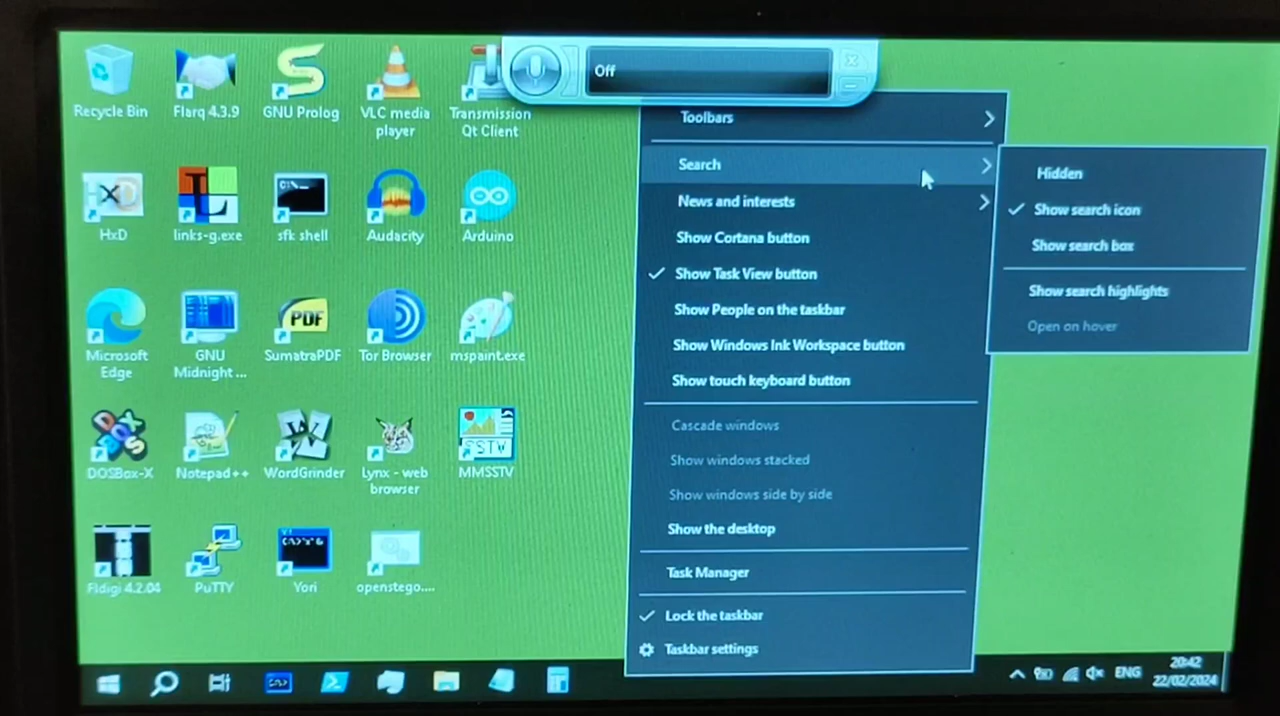 Off
Recycle Bin
Flarq 4.3.9
GNU Prolog
VLC media
player
Transmission
Qt Client
HxD
links-g.exe
sfk shell
Audacity
Arduino
Microsoft
Edge
GNU
Midnight ...
SumatraPDF
PDF
Tor Browser
mspaint.exe
DOSBox-X
Notepad++
WordGrinder
Lynx - web
browser
SSTV
MMSSTV
Fldigi 4.2.04
PuTTY
Yori
openstego....
Toolbars
Search
News and interests
Show Cortana button
Show Task View button
Show People on the taskbar
Show Windows Ink Workspace button
Show touch keyboard button
Cascade windows
Show windows stacked
Show windows side by side
Show the desktop
Task Manager
Lock the taskbar
Taskbar settings
Hidden
Show search icon
Show search box
Show search highlights
Open on hover
ENG
20:42
22/02/2024